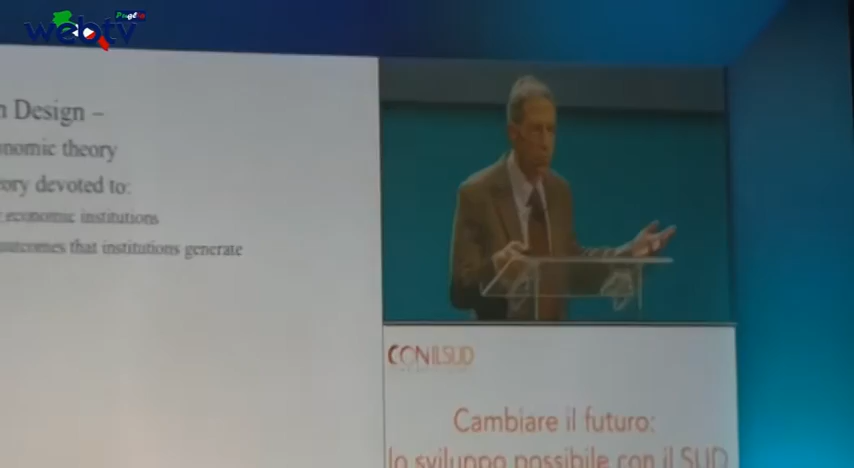 Puglia
webtv
n Design –
nomic theory
ory devoted to:
economic institutions
outcomes that institutions generate
CONILSUD
Cambiare il futuro:
lo sviluppo possibile con il SUD